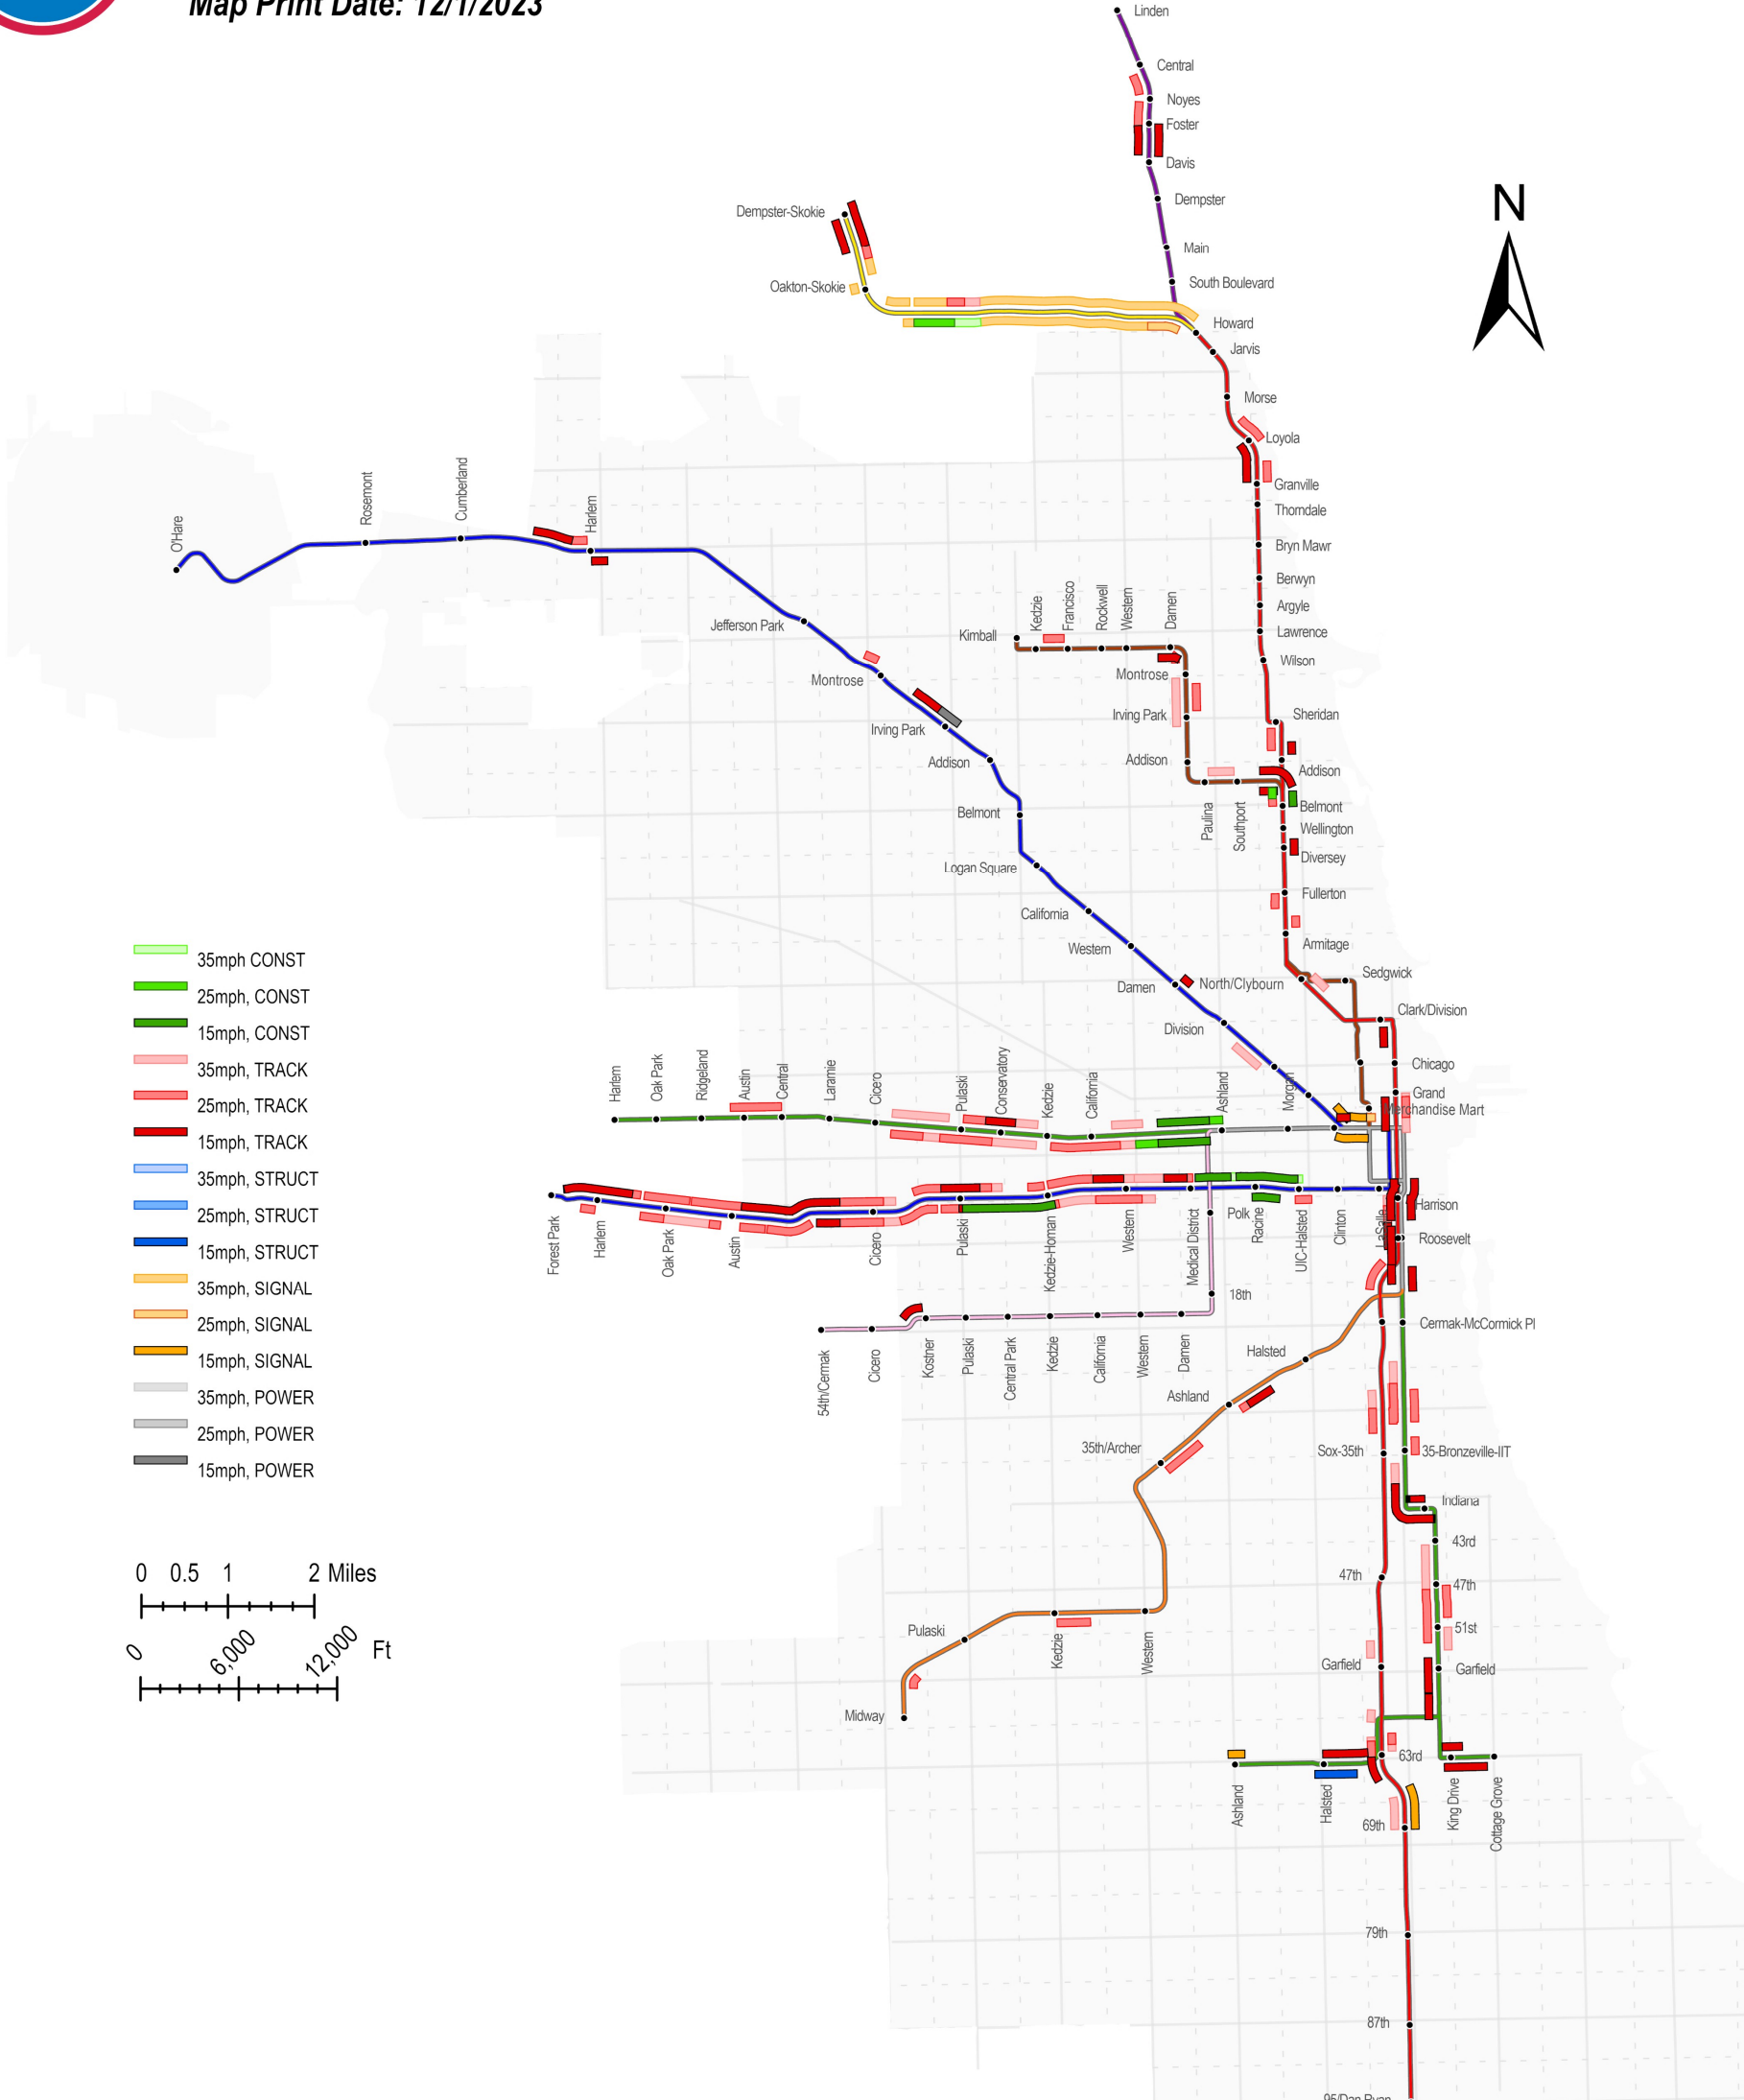 Map Print Date: 12/1/2023
Linden
Central
Noyes
Foster
Davis
Dempster
Main
South Boulevard
Howard
Jarvis
Morse
Loyola
Granville
Thorndale
Bryn Mawr
Berwyn
Argyle
Lawrence
Wilson
Sheridan
Addison
Belmont
Wellington
Diversey
Fullerton
Armitage
Sedgwick
North/Clybourn
Clark/Division
Chicago
Grand
Merchandise Mart
N
Dempster-Skokie
Oakton-Skokie
O'Hare
Rosemont
Cumberland
Harlem
Jefferson Park
Montrose
Irving Park
Addison
Belmont
Logan Square
California
Western
Damen
Division
Kimball
Kedzie
Francisco
Rockwell
Western
Damen
Montrose
Irving Park
Addison
Paulina
Southport
35mph CONST
25mph, CONST
15mph, CONST
35mph, TRACK
25mph, TRACK
15mph, TRACK
35mph, STRUCT
25mph, STRUCT
15mph, STRUCT
35mph, SIGNAL
25mph, SIGNAL
15mph, SIGNAL
35mph, POWER
25mph, POWER
15mph, POWER
Harlem
Oak Park
Ridgeland
Austin
Central
Laramie
Cicero
Pulaski
Conservatory
Kedzie
California
Ashland
Morgan
Forest Park
Harlem
Oak Park
Austin
Cicero
Pulaski
Kedzie-Homan
Western
Medical District
Polk
Racine
UIC-Halsted
Clinton
LaSalle
Harrison
Roosevelt
18th
54th/Cermak
Cicero
Kostner
Pulaski
Central Park
Kedzie
California
Western
Damen
Cermak-McCormick Pl
Halsted
Ashland
35th/Archer
Sox-35th
35-Bronzeville-IIT
Indiana
43rd
47th
47th
51st
Garfield
Garfield
Pulaski
Kedzie
Western
Midway
63rd
Ashland
Halsted
King Drive
Cottage Grove
69th
79th
87th
95/Dan Ryan
0 0.5 1 2 Miles
0 6,000 12,000 Ft